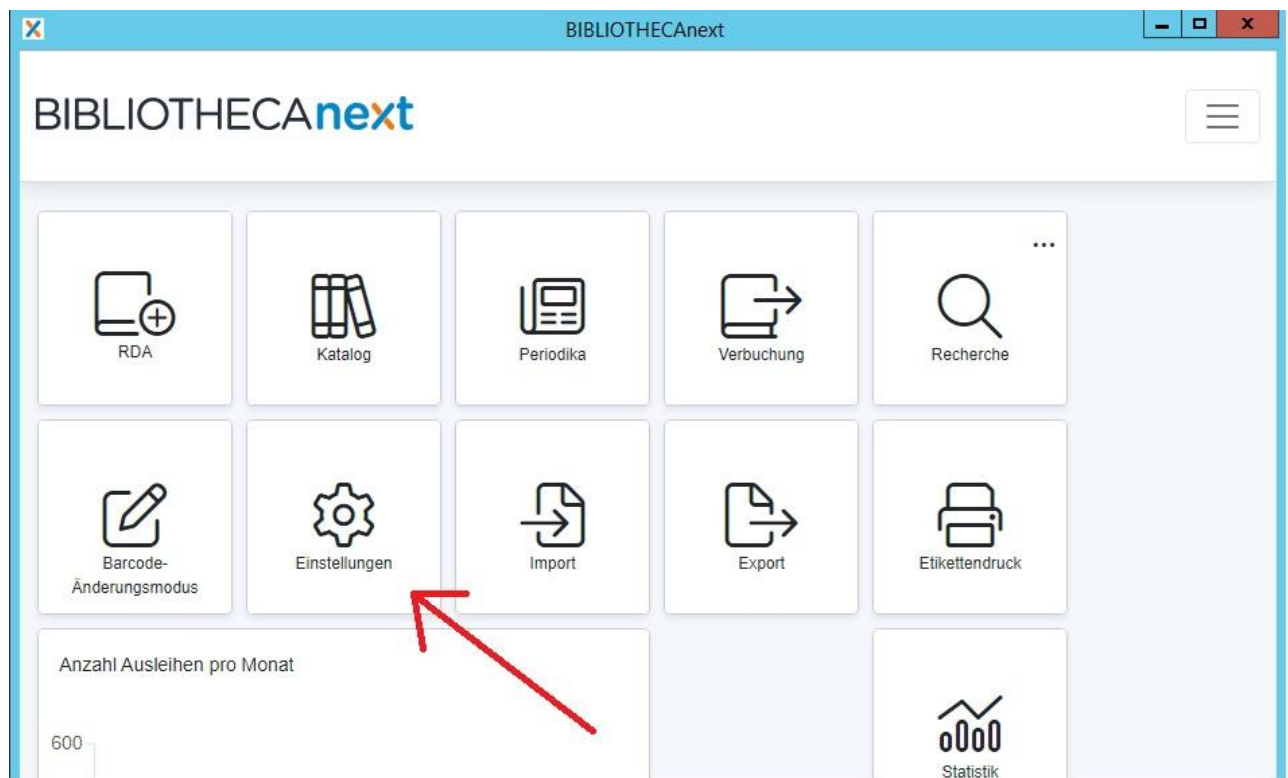 BIBLIOTHECAnext
BIBLIOTHECAnext
RDA
Katalog
Periodika
Verbuchung
Recherche
Barcode-
Änderungsmodus
Einstellungen
Import
Export
Etikettendruck
Anzahl Ausleihen pro Monat
600
Statistik